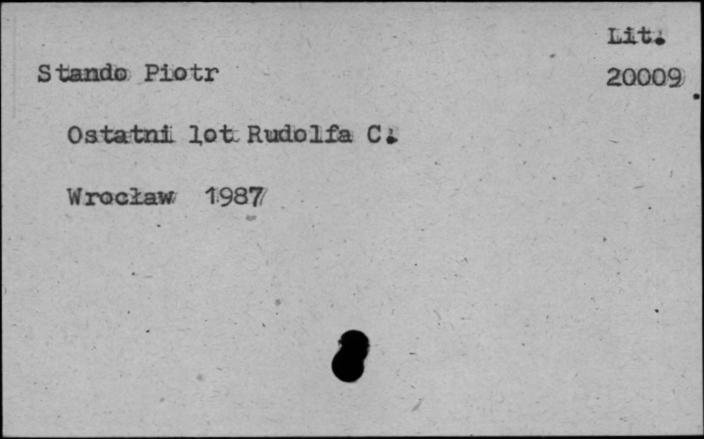 Lit.
Stando Piotr
20009
Ostatni lot Rudolfa C.
Wrocław 1987